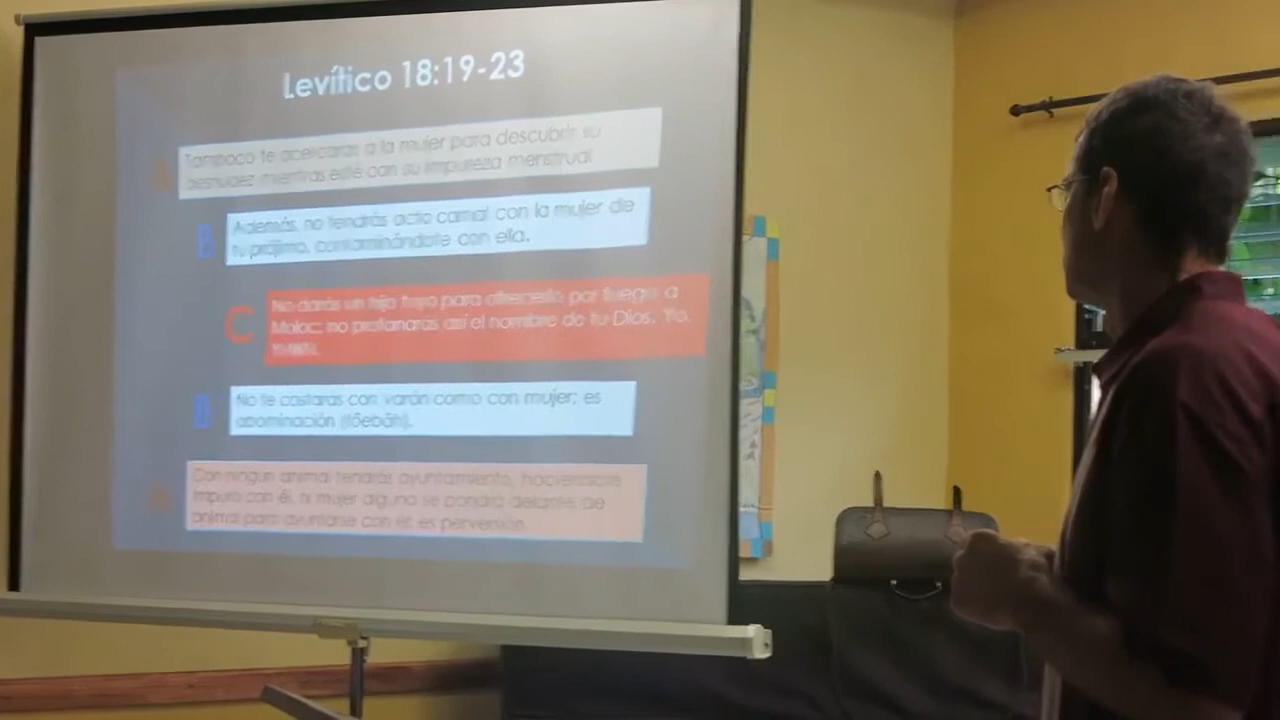 Levítico 18:19-23
A
Tampoco te acercarás a la mujer para descubrir su
desnudez mientras esté con su impureza menstrual
B
Además, no tendrás acto carnal con la mujer de
tu prójimo, contaminándote con ella.
C
No darás un hijo tuyo para ofrecerlo por fuego a
Moloc; no profanarás así el nombre de tu Dios. Yo,
B
No te costaras con varón como con mujer; es
abominación (tôebāh).
A
Con ningún animal tendrás ayuntamiento, haciéndote
impuro con él, ni mujer alguna se pondrá delante de
animal para ayuntarse con él; es perversión